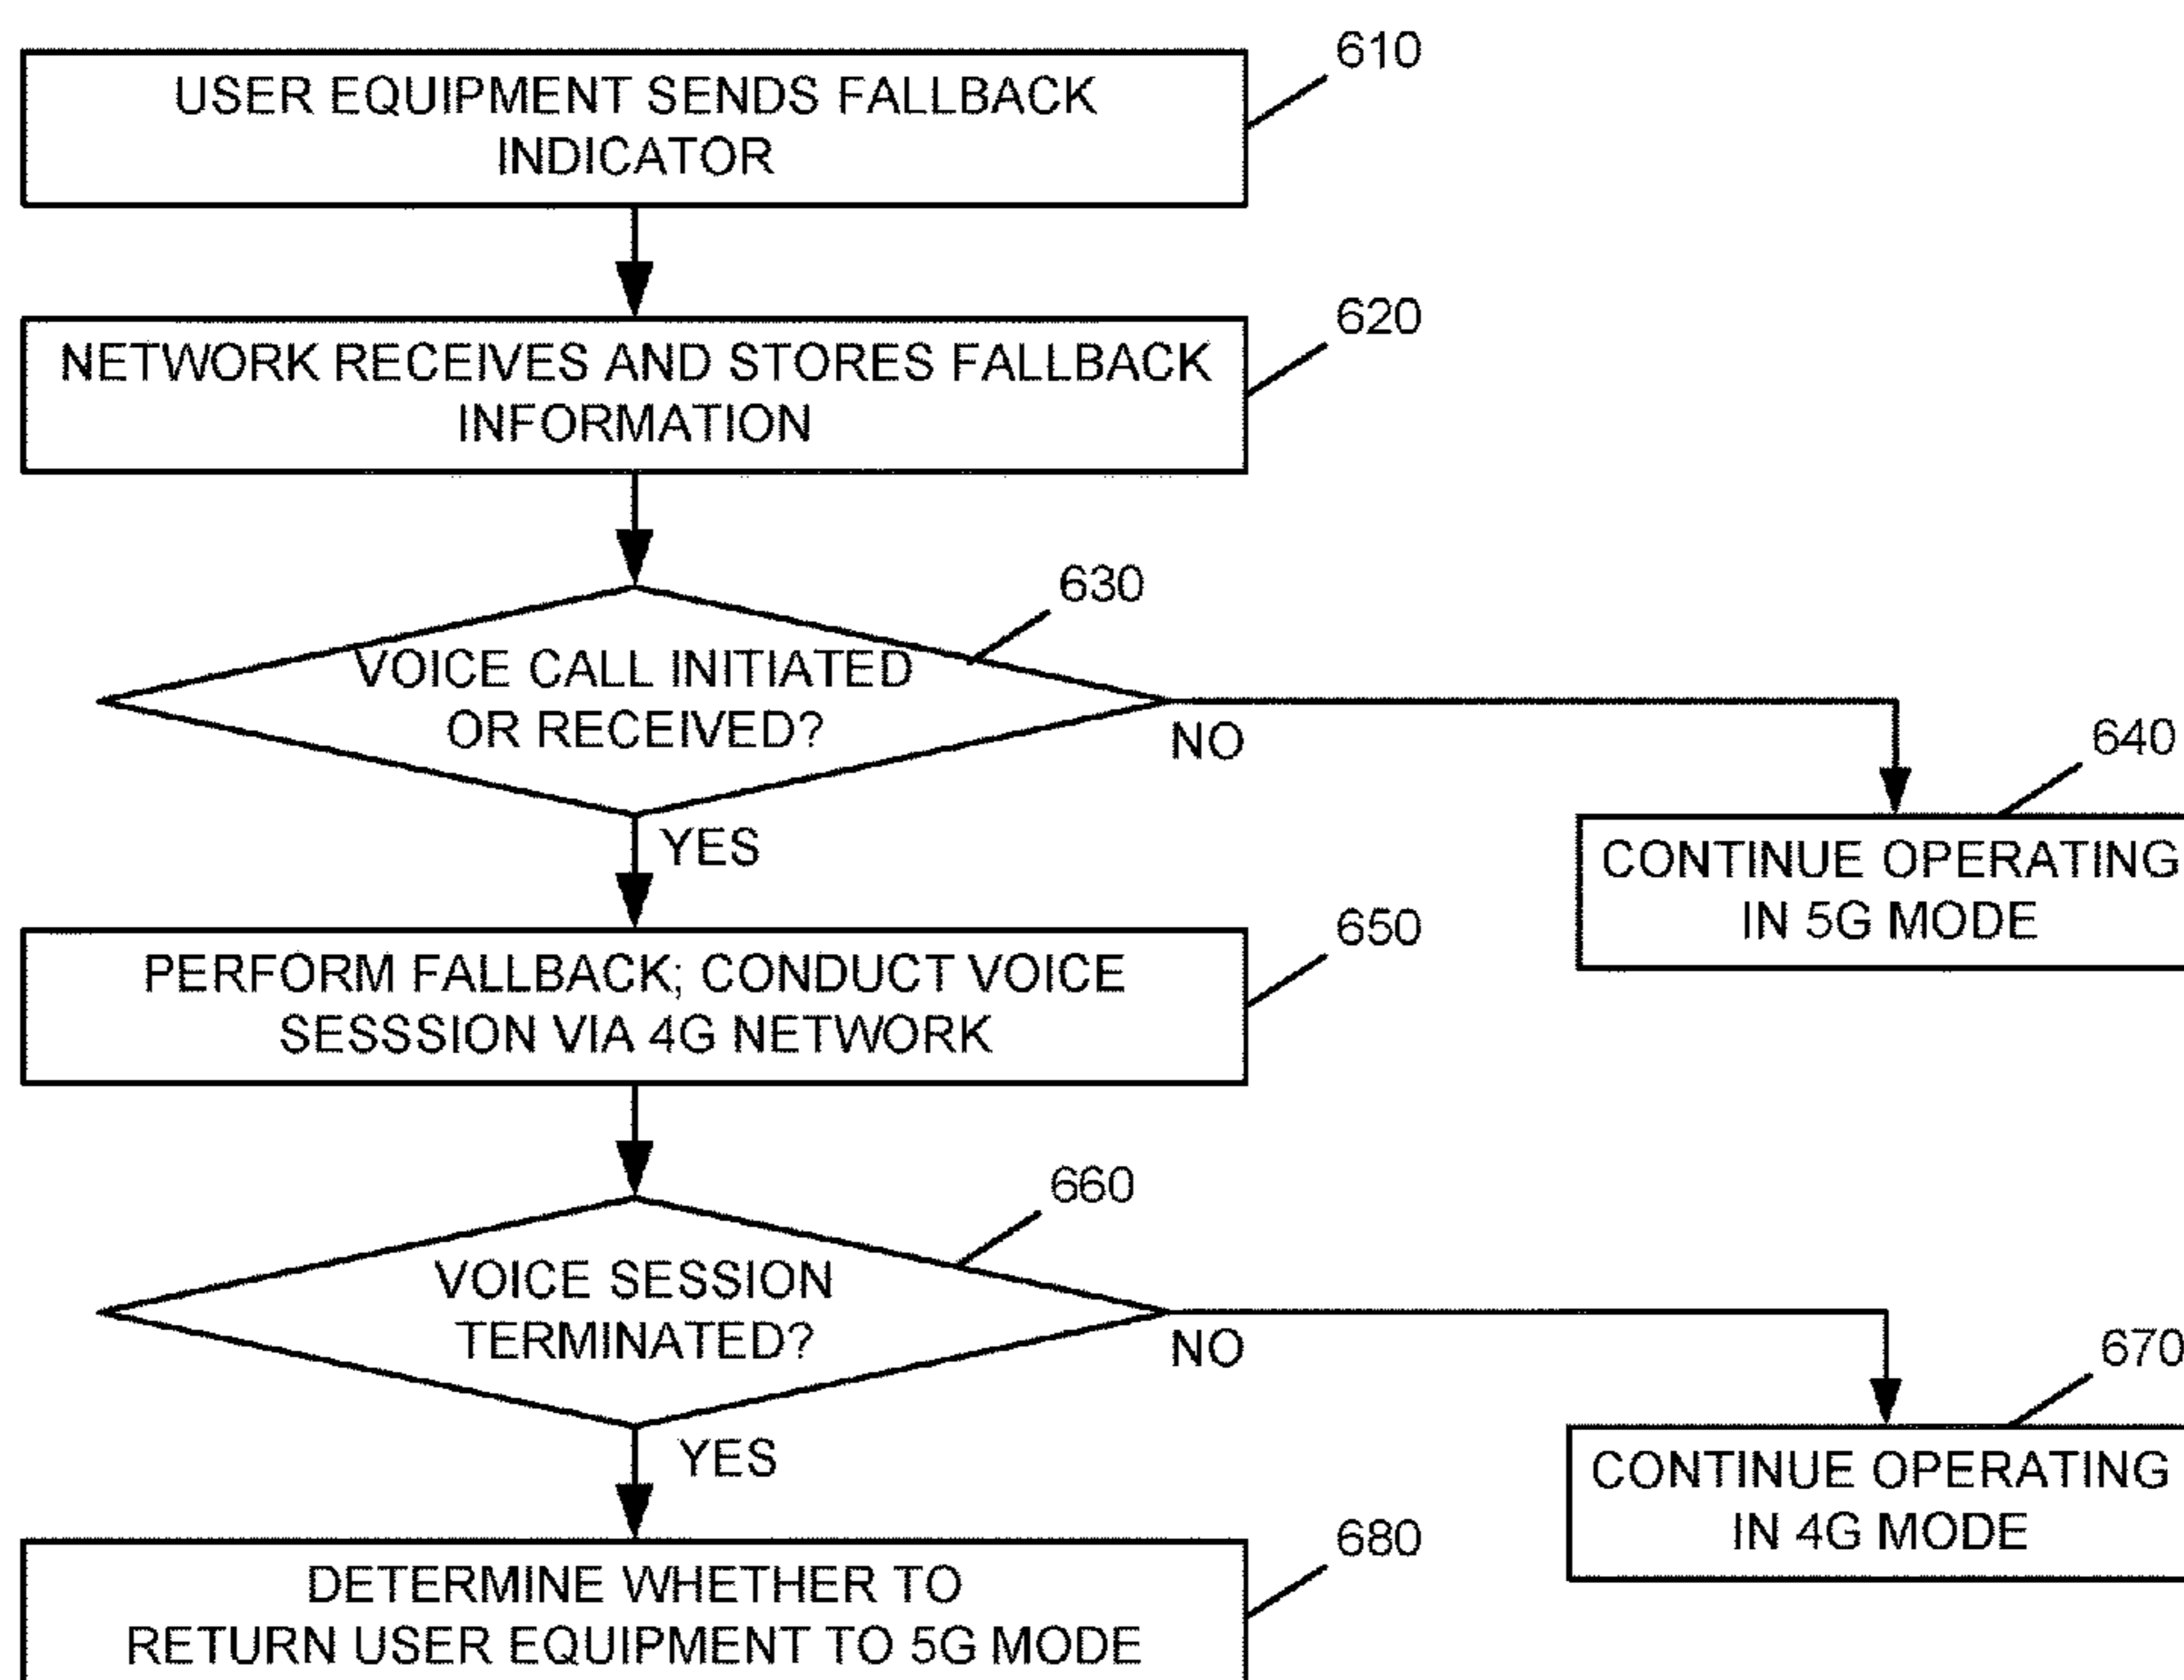 610
USER EQUIPMENT SENDS FALLBACK
INDICATOR
620
NETWORK RECEIVES AND STORES FALLBACK
INFORMATION
630
VOICE CALL INITIATED
OR RECEIVED?
NO
YES
640
CONTINUE OPERATING
IN 5G MODE
650
PERFORM FALLBACK; CONDUCT VOICE
SESSSION VIA 4G NETWORK
660
VOICE SESSION
TERMINATED?
NO
YES
670
CONTINUE OPERATING
IN 4G MODE
680
DETERMINE WHETHER TO
RETURN USER EQUIPMENT TO 5G MODE